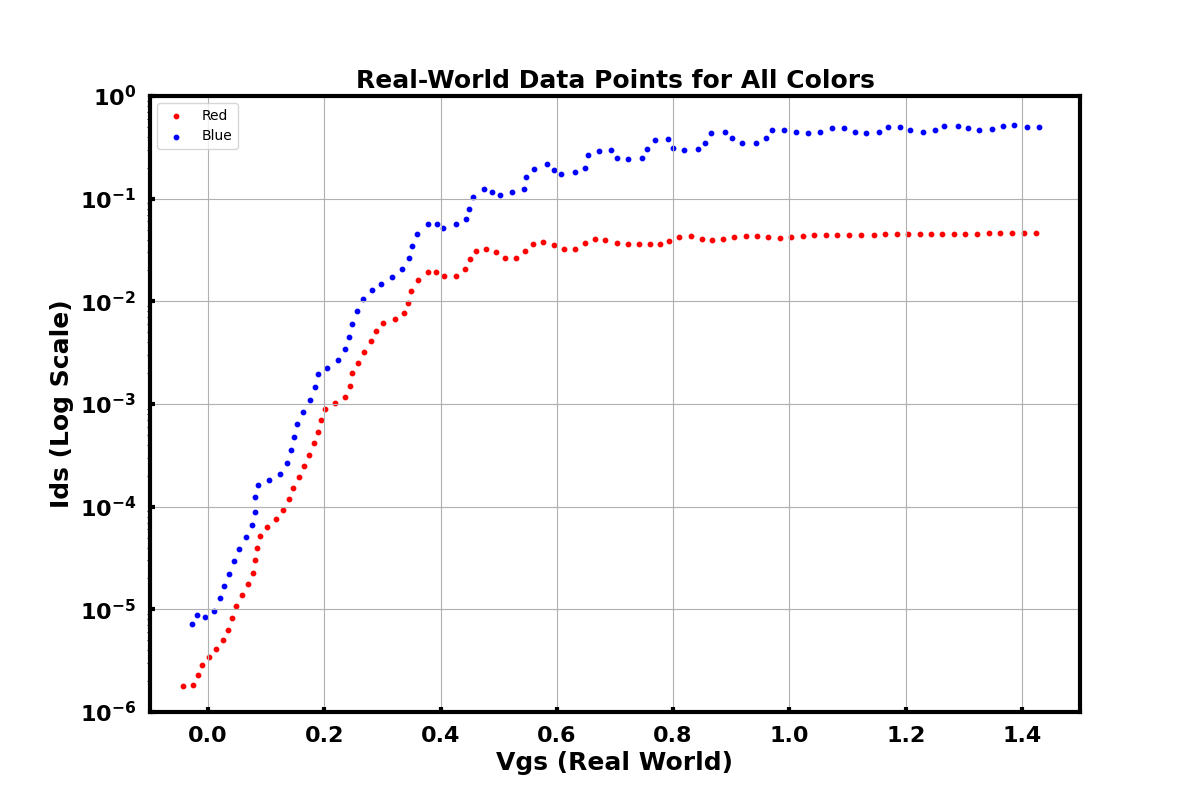 Real-World Data Points for All Colors
Red
Blue
Ids (Log Scale)
10⁰
10⁻¹
10⁻²
10⁻³
10⁻⁴
10⁻⁵
10⁻⁶
0.0 0.2 0.4 0.6 0.8 1.0 1.2 1.4
Vgs (Real World)